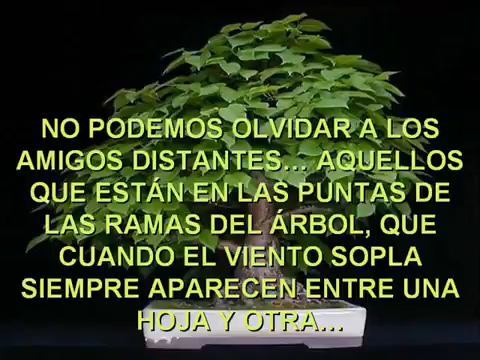 NO PODEMOS OLVIDAR A LOS
AMIGOS DISTANTES... AQUELLOS
QUE ESTÁN EN LAS PUNTAS DE
LAS RAMAS DEL ÁRBOL, QUE
CUANDO EL VIENTO SOPLA
SIEMPRE APARECEN ENTRE UNA
HOJA Y OTRA...